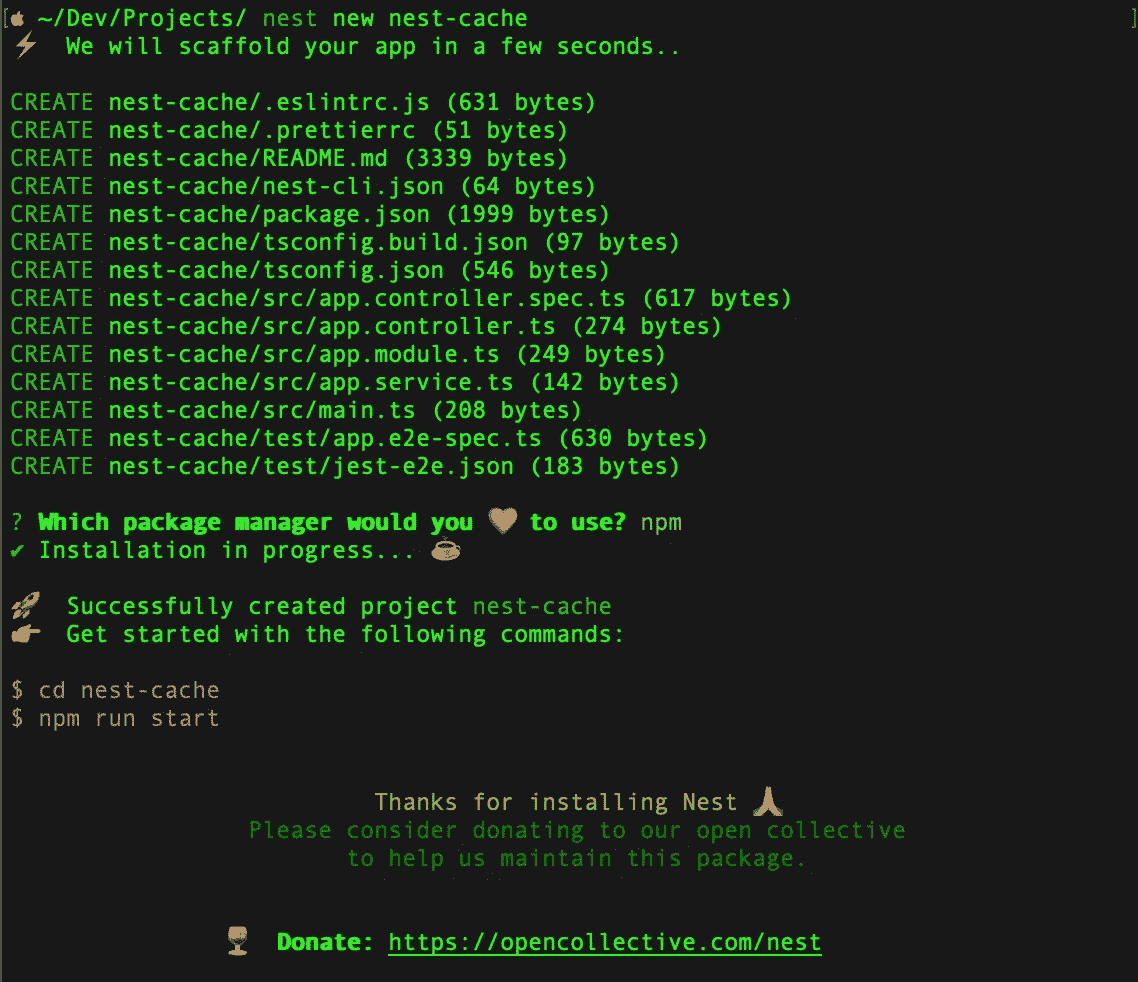 [ ~/Dev/Projects/ nest new nest-cache ]
⚡ We will scaffold your app in a few seconds..
CREATE nest-cache/.eslintrc.js (631 bytes)
CREATE nest-cache/.prettierrc (51 bytes)
CREATE nest-cache/README.md (3339 bytes)
CREATE nest-cache/nest-cli.json (64 bytes)
CREATE nest-cache/package.json (1999 bytes)
CREATE nest-cache/tsconfig.build.json (97 bytes)
CREATE nest-cache/tsconfig.json (546 bytes)
CREATE nest-cache/src/app.controller.spec.ts (617 bytes)
CREATE nest-cache/src/app.controller.ts (274 bytes)
CREATE nest-cache/src/app.module.ts (249 bytes)
CREATE nest-cache/src/app.service.ts (142 bytes)
CREATE nest-cache/src/main.ts (208 bytes)
CREATE nest-cache/test/app.e2e-spec.ts (630 bytes)
CREATE nest-cache/test/jest-e2e.json (183 bytes)
? Which package manager would you ❤ to use? npm
✔ Installation in progress... ☕
🚀 Successfully created project nest-cache
👉 Get started with the following commands:
$ cd nest-cache
$ npm run start
Thanks for installing Nest 🙏
Please consider donating to our open collective
to help us maintain this package.
🍷 Donate: https://opencollective.com/nest